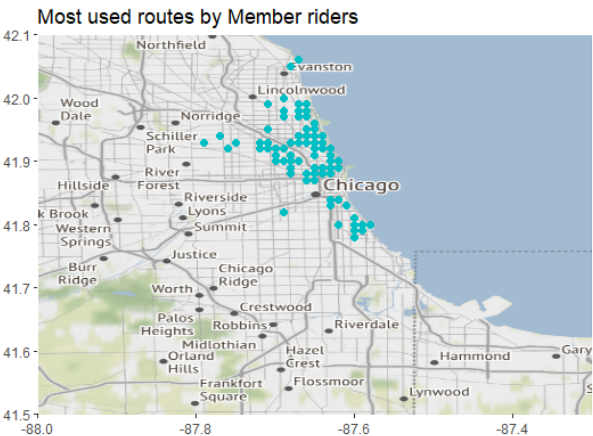 Most used routes by Member riders
42.1
Northfield
Evanston
Lincolnwood
42.0
Wood
Dale
Norridge
Schiller
Park
41.9
River
Forest
Hillside
Chicago
Riverside
k Brook
Lyons
Western
Springs
Summit
41.8
Justice
Burr
Ridge
Chicago
Ridge
41.7
Worth
Crestwood
Palos
Heights
Robbins
Riverdale
Midlothian
41.6
Orland
Hills
Hazel
Crest
Hammond
Gary
Frankfort
Square
Flossmoor
Lynwood
S
41.5
-88.0
-87.8
-87.6
-87.4